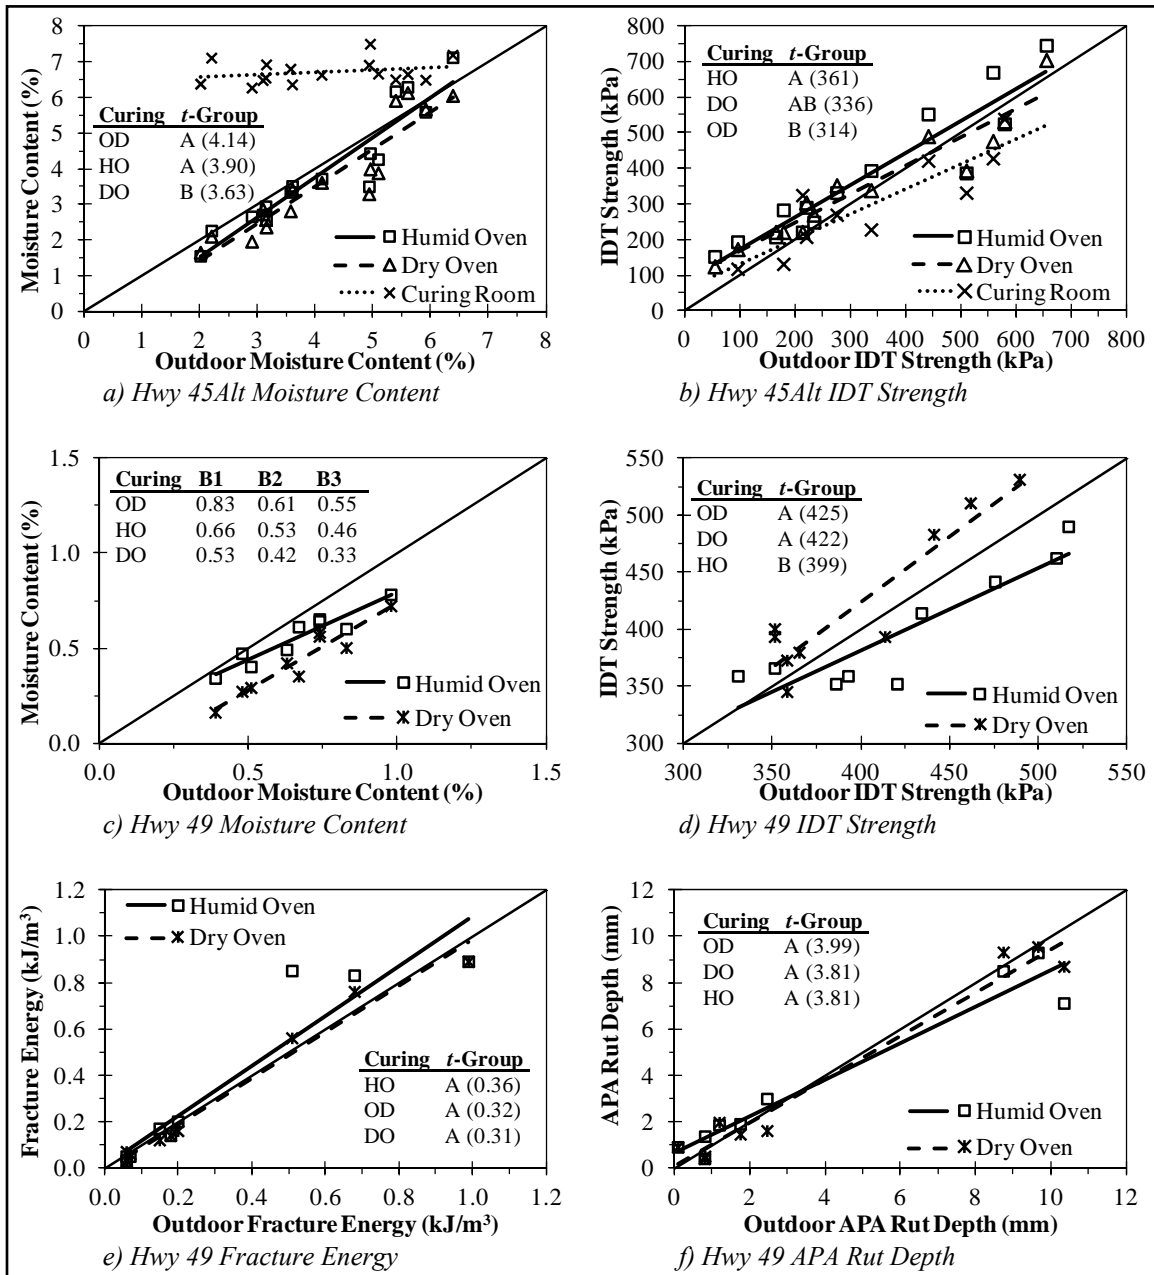 8
7
6
5
4
3
2
1
0
Moisture Content (%)
Curing t-Group
OD A (4.14)
HO A (3.90)
DO B (3.63)
Humid Oven
Dry Oven
Curing Room
0 1 2 3 4 5 6 7 8
Outdoor Moisture Content (%)
a) Hwy 45Alt Moisture Content
800
700
600
500
400
300
200
100
0
IDT Strength (kPa)
Curing t-Group
HO A (361)
DO AB (336)
OD B (314)
Humid Oven
Dry Oven
Curing Room
0 100 200 300 400 500 600 700 800
Outdoor IDT Strength (kPa)
b) Hwy 45Alt IDT Strength
1.5
1.0
0.5
0.0
Moisture Content (%)
Curing B1 B2 B3
OD 0.83 0.61 0.55
HO 0.66 0.53 0.46
DO 0.53 0.42 0.33
Humid Oven
Dry Oven
0.0 0.5 1.0 1.5
Outdoor Moisture Content (%)
c) Hwy 49 Moisture Content
550
500
450
400
350
300
IDT Strength (kPa)
Curing t-Group
OD A (425)
DO A (422)
HO B (399)
Humid Oven
Dry Oven
300 350 400 450 500 550
Outdoor IDT Strength (kPa)
d) Hwy 49 IDT Strength
1.2
1.0
0.8
0.6
0.4
0.2
0.0
Fracture Energy (kJ/m³)
Humid Oven
Dry Oven
Curing t-Group
HO A (0.36)
OD A (0.32)
DO A (0.31)
0.0 0.2 0.4 0.6 0.8 1.0 1.2
Outdoor Fracture Energy (kJ/m³)
e) Hwy 49 Fracture Energy
12
10
8
6
4
2
0
APA Rut Depth (mm)
Curing t-Group
OD A (3.99)
DO A (3.81)
HO A (3.81)
Humid Oven
Dry Oven
0 2 4 6 8 10 12
Outdoor APA Rut Depth (mm)
f) Hwy 49 APA Rut Depth